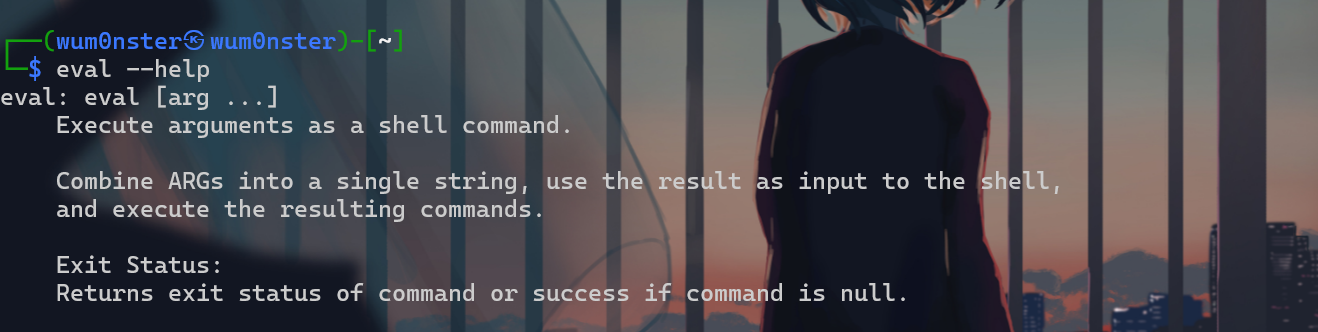 ┌──(wum0nster㉿wum0nster)-[~]
└─$ eval --help
eval: eval [arg ...]
    Execute arguments as a shell command.

    Combine ARGs into a single string, use the result as input to the shell,
    and execute the resulting commands.

    Exit Status:
    Returns exit status of command or success if command is null.